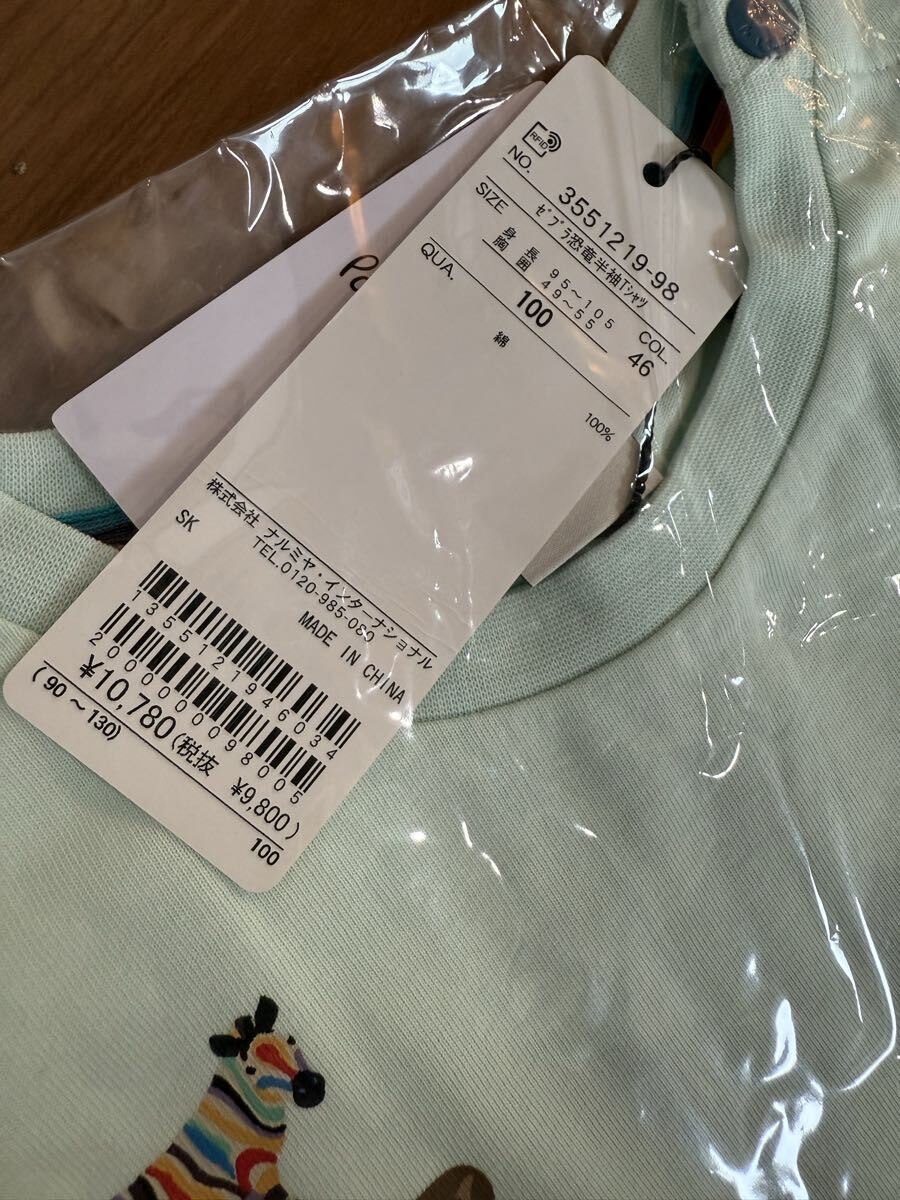 RFID
NO. 3551219-98
ｾﾞﾌﾞﾗ恐竜半袖Tｼｬﾂ
SIZE COL.
身長 95～105
胸囲 49～55
100 46
QUA.
綿 100%
株式会社 ナルミヤ・インターナショナル
TEL.0120-985-080
SK MADE IN CHINA
1355121946034
2000000098005
¥10,780(税抜 ¥9,800)
(90～130) 100